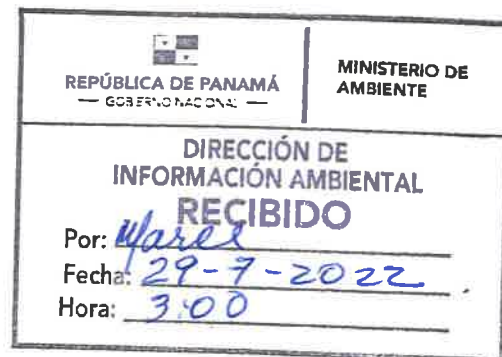 REPÚBLICA DE PANAMÁ
— GOBIERNO NACIONAL —
MINISTERIO DE
AMBIENTE
DIRECCIÓN DE
INFORMACIÓN AMBIENTAL
RECIBIDO
Por:
Fecha: 29-7-2022
Hora: 3:00